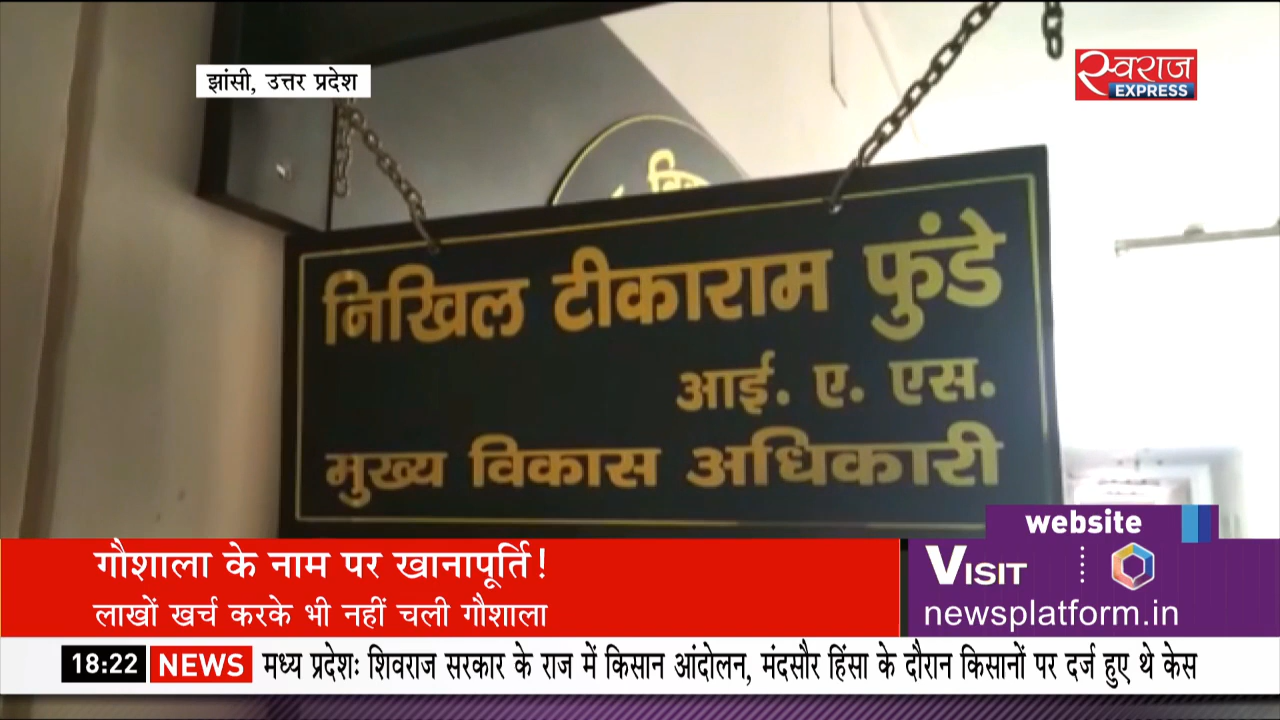 झांसी, उत्तर प्रदेश
स्वराज
EXPRESS
निखिल टीकाराम फुंडे
आई. ए. एस.
मुख्य विकास अधिकारी
website
गौशाला के नाम पर खानापूर्ति!
लाखों खर्च करके भी नहीं चली गौशाला
VISIT
newsplatform.in
18:22 NEWS मध्य प्रदेशः शिवराज सरकार के राज में किसान आंदोलन, मंदसौर हिंसा के दौरान किसानों पर दर्ज हुए थे केस